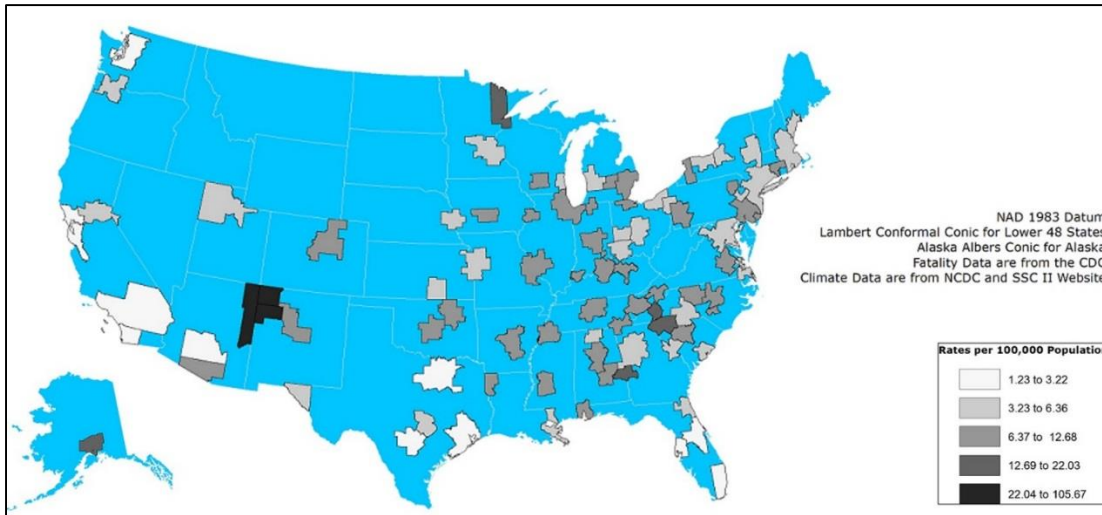 NAD 1983 Datum
Lambert Conformal Conic for Lower 48 States
Alaska Albers Conic for Alaska
Fatality Data are from the CDC
Climate Data are from NCDC and SSC II Website
Rates per 100,000 Population
1.23 to 3.22
3.23 to 6.36
6.37 to 12.68
12.69 to 22.03
22.04 to 105.67